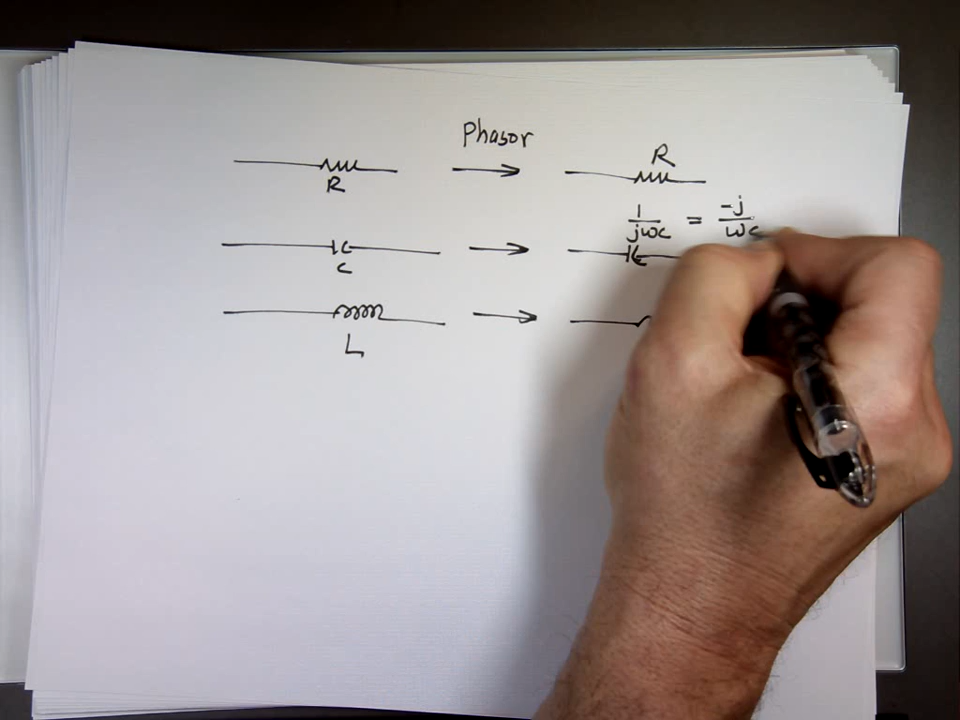 Phasor
R R
1/jωc = -j/ωc
C
L